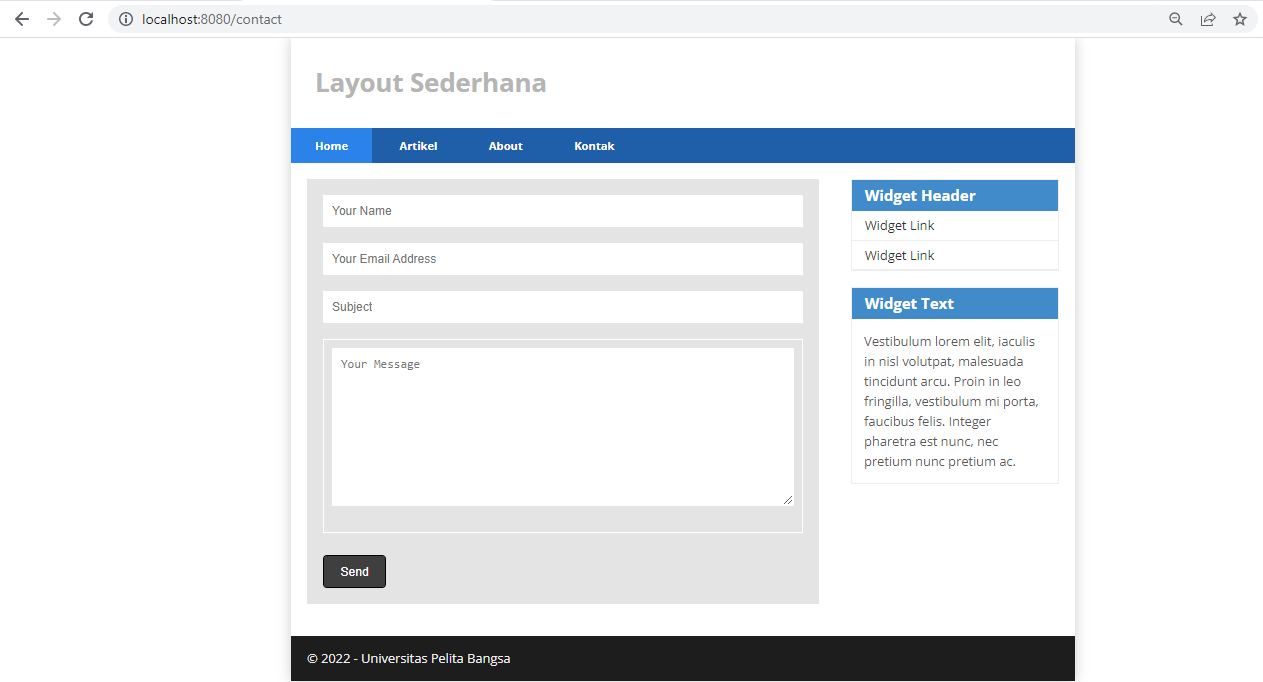 localhost:8080/contact
Layout Sederhana
Home Artikel About Kontak
Your Name
Your Email Address
Subject
Your Message
Send
Widget Header
Widget Link
Widget Link
Widget Text
Vestibulum lorem elit, iaculis
in nisl volutpat, malesuada
tincidunt arcu. Proin in leo
fringilla, vestibulum mi porta,
faucibus felis. Integer
pharetra est nunc, nec
pretium nunc pretium ac.
© 2022 - Universitas Pelita Bangsa